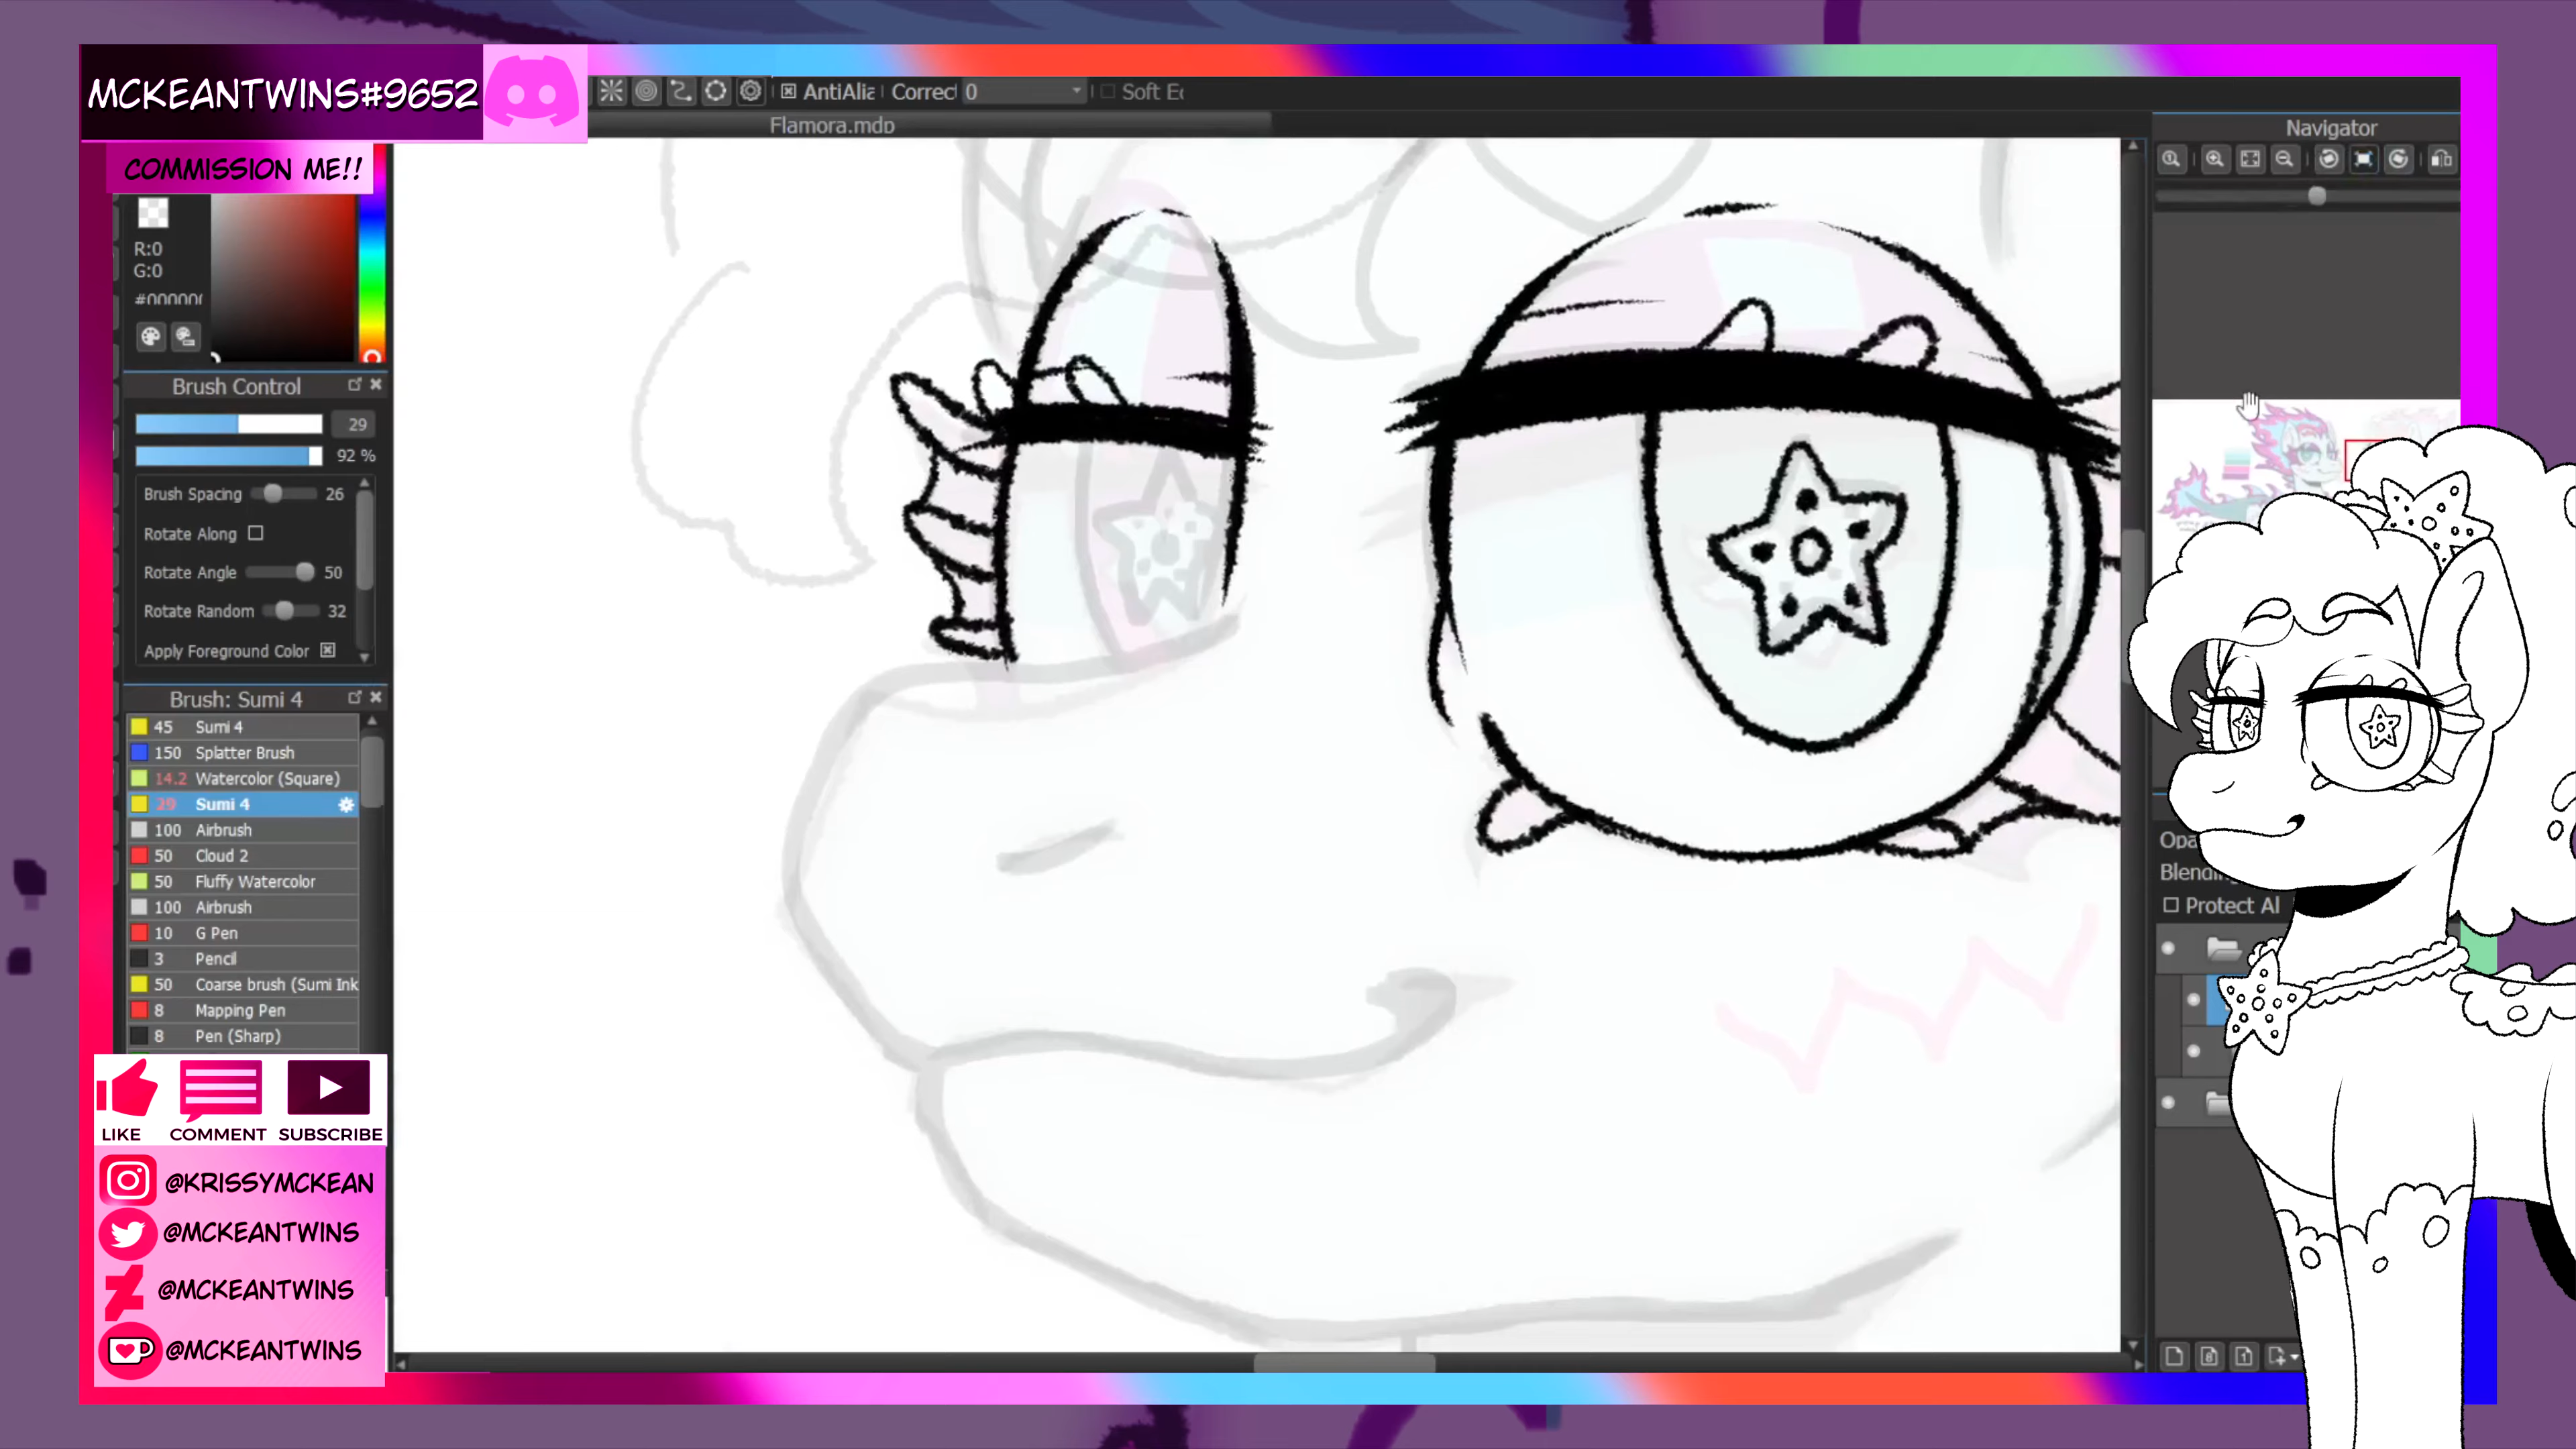 MCKEANTWINS#9652
COMMISSION ME!!
AntiAlia
Correct 0
Soft Ec
Flamora.mdp
Navigator
R:0
G:0
#000000
Brush Control
29
92 %
Brush Spacing 26
Rotate Along
Rotate Angle 50
Rotate Random 32
Apply Foreground Color
Brush: Sumi 4
45 Sumi 4
150 Splatter Brush
14.2 Watercolor (Square)
29 Sumi 4
100 Airbrush
50 Cloud 2
50 Fluffy Watercolor
100 Airbrush
10 G Pen
3 Pencil
50 Coarse brush (Sumi Ink
8 Mapping Pen
8 Pen (Sharp)
Opa
Blending
Protect Al
LIKE COMMENT SUBSCRIBE
@KRISSYMCKEAN
@MCKEANTWINS
@MCKEANTWINS
@MCKEANTWINS